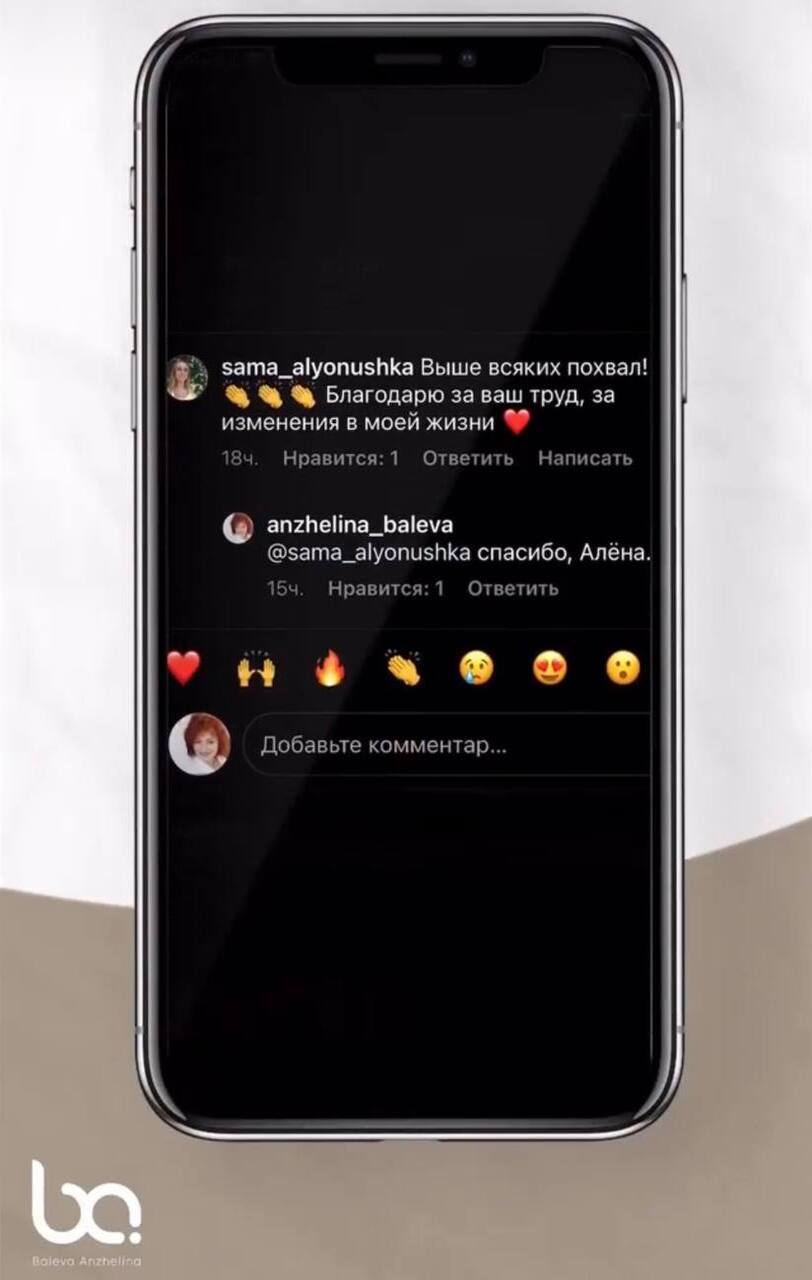 sama_alyonushka Выше всяких похвал!
👏👏👏 Благодарю за ваш труд, за
изменения в моей жизни ❤️
18ч. Нравится: 1 Ответить Написать
anzhelina_baleva
@sama_alyonushka спасибо, Алёна.
15ч. Нравится: 1 Ответить
❤️ 🙌 🔥 👏 😢 😍 😮
Добавьте комментар...
ba
Baleva Anzhelina